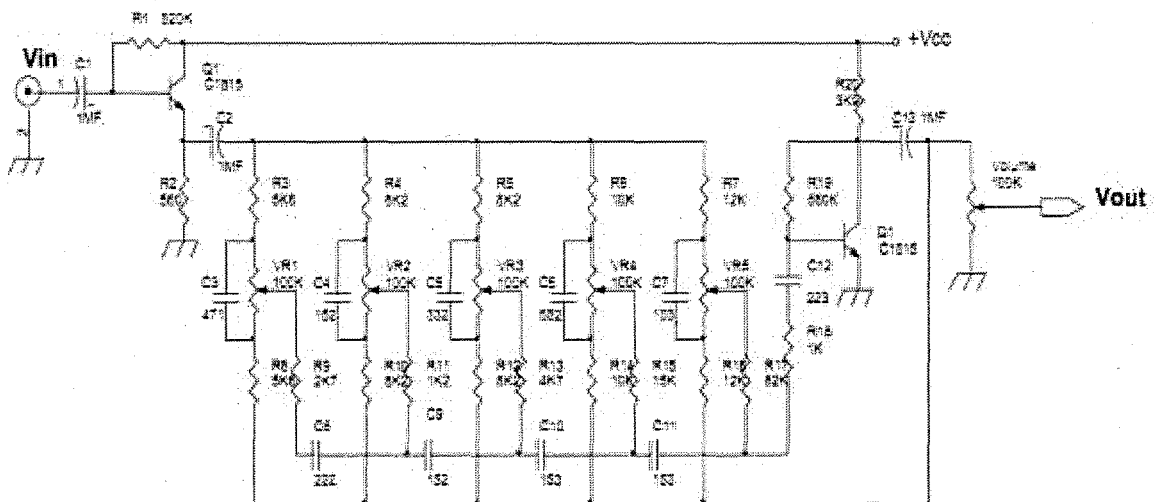 R1 820K
+Vcc
Vin
C1
Q1
C1815
1MF
C2
1MF
R2
560
R3
5K6
R4
8K2
R5
8K2
R6
10K
R7
12K
R19
C13 1MF
VOLUME
100K
Vout
Q1
C1815
C3
471
VR1
100K
C4
152
VR2
100K
C5
332
VR3
100K
C6
VR4
100K
C7
153
VR5
100K
C12
223
R18
1K
R8
5K6
R9
2K7
R10
8K2
R11
1K2
R12
8K2
R13
4K7
R14
10K
R15
15K
R16
12K
R17
82K
C8
222
C9
152
C10
153
C11
153